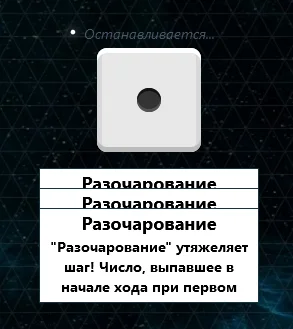 Останавливается...
Разочарование
Разочарование
Разочарование
"Разочарование" утяжеляет
шаг! Число, выпавшее в
начале хода при первом